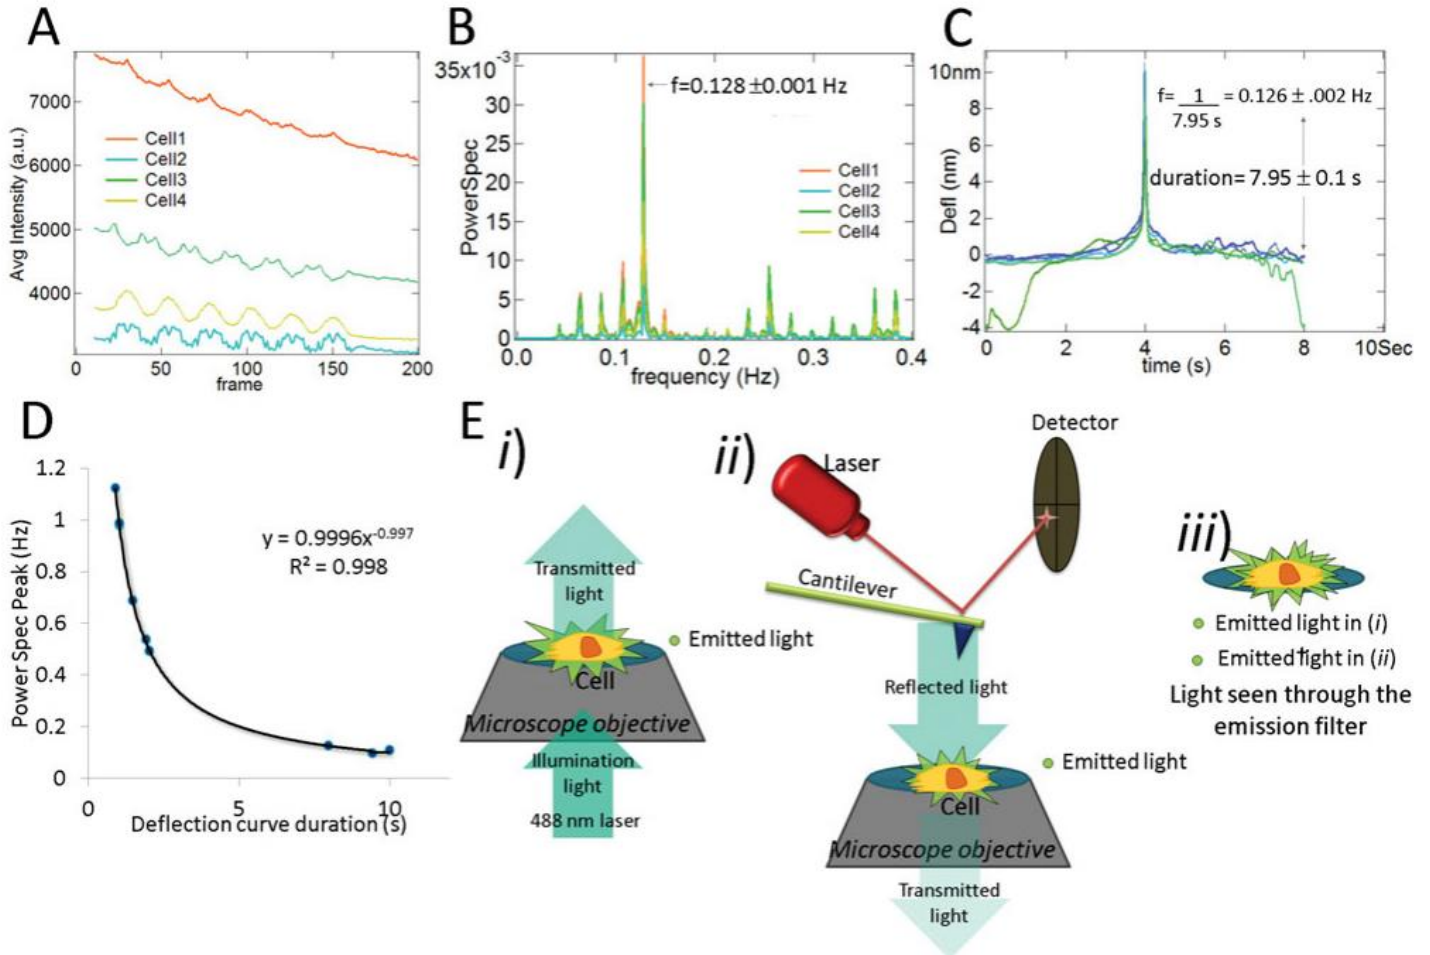 A
7000
6000
5000
4000
Avg Intensity (a.u.)
Cell1
Cell2
Cell3
Cell4
0
50
100
150
200
frame
B
35x10-3
30
25
20
15
10
5
0
PowerSpec
f=0.128 ±0.001 Hz
Cell1
Cell2
Cell3
Cell4
0.0
0.1
0.2
0.3
0.4
frequency (Hz)
C
10nm
8
6
4
2
0
-2
-4
Defl (nm)
f= 1 = 0.126 ± .002 Hz
7.95 s
duration= 7.95 ± 0.1 s
0
2
4
6
8
10Sec
time (s)
D
1.2
1
0.8
0.6
0.4
0.2
0
Power Spec Peak (Hz)
y = 0.9996x-0.997
R² = 0.998
0
5
10
Deflection curve duration (s)
E
i)
Transmitted
light
Emitted light
Cell
Microscope objective
Illumination
light
488 nm laser
ii)
Laser
Detector
Cantilever
Reflected light
Emitted light
Cell
Microscope objective
Transmitted
light
iii)
Emitted light in (i)
Emitted light in (ii)
Light seen through the
emission filter